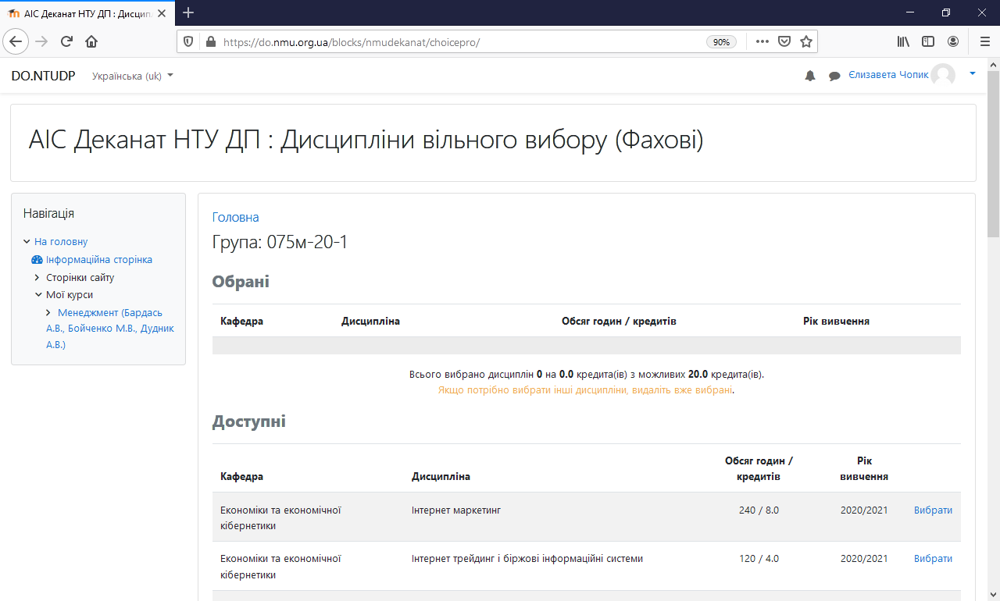 АІС Деканат НТУ ДП : Дисцип
https://do.nmu.org.ua/blocks/nmudekanat/choicepro/
90%
DO.NTUDP
Українська (uk)
Єлизавета Чопик
АІС Деканат НТУ ДП : Дисципліни вільного вибору (Фахові)
Навігація
На головну
Інформаційна сторінка
Сторінки сайту
Мої курси
Менеджмент (Бардась
А.В., Бойченко М.В., Дудник
А.В.)
Головна
Група: 075м-20-1
Обрані
Кафедра Дисципліна Обсяг годин / кредитів Рік вивчення
Всього вибрано дисциплін 0 на 0.0 кредита(ів) з можливих 20.0 кредита(ів).
Якщо потрібно вибрати інші дисципліни, видаліть вже вибрані.
Доступні
Кафедра Дисципліна Обсяг годин / кредитів Рік вивчення
Економіки та економічної кібернетики Інтернет маркетинг 240 / 8.0 2020/2021 Вибрати
Економіки та економічної кібернетики Інтернет трейдинг і біржові інформаційні системи 120 / 4.0 2020/2021 Вибрати